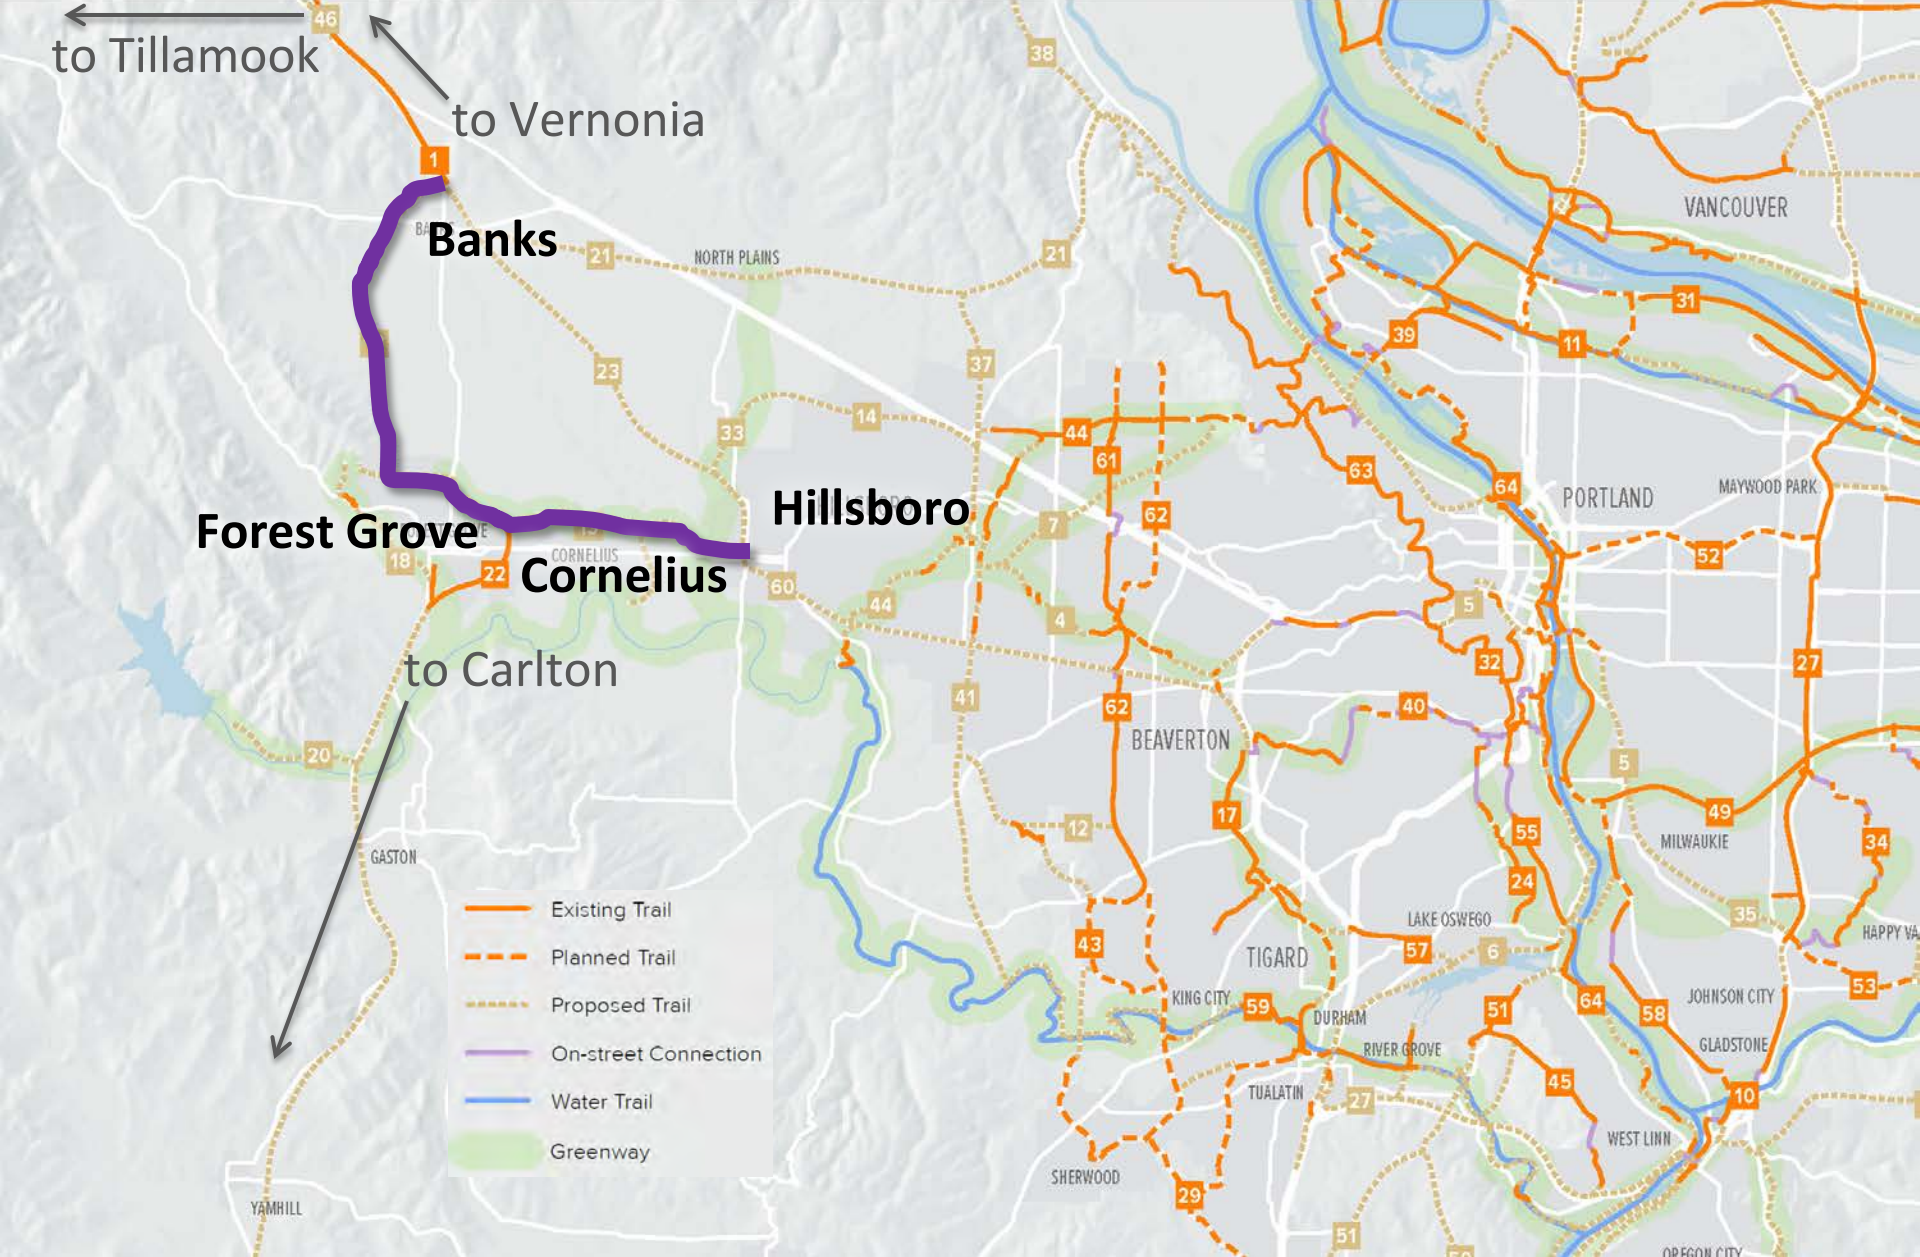 46
to Tillamook
38
to Vernonia
1
VANCOUVER
Banks
21
NORTH PLAINS
21
31
39
11
37
23
14
33
44
61
63
64
MAYWOOD PARK
PORTLAND
Hillsboro
62
7
Forest Grove
52
CORNELIUS
18
22
Cornelius
60
44
5
4
32
27
to Carlton
41
62
40
BEAVERTON
20
5
17
49
12
55
MILWAUKIE
34
GASTON
24
Existing Trail
35
LAKE OSWEGO
HAPPY VA
43
57
6
Planned Trail
TIGARD
53
KING CITY
59
51
64
58
JOHNSON CITY
Proposed Trail
DURHAM
RIVER GROVE
GLADSTONE
On-street Connection
45
TUALATIN
27
10
Water Trail
WEST LINN
Greenway
SHERWOOD
29
YAMHILL
51
OREGON CITY